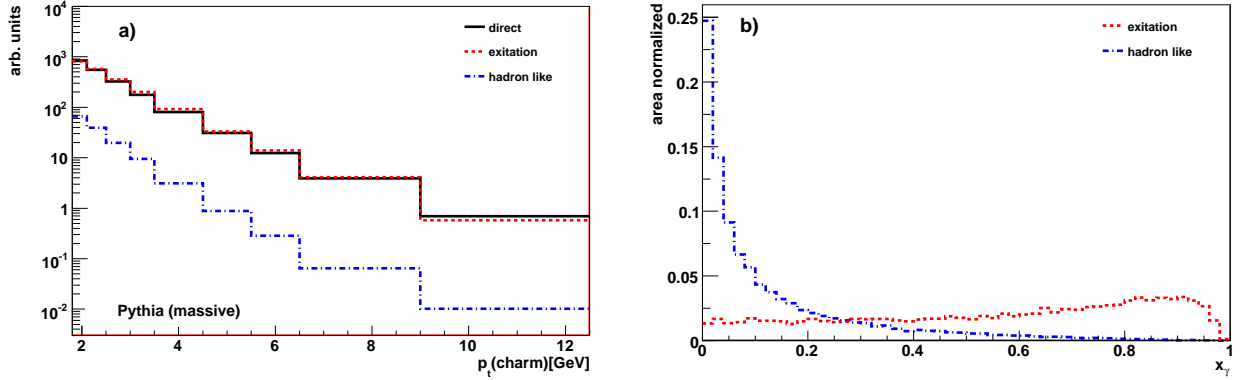 arb. units
10^4
10^3
10^2
10
1
10^-1
10^-2
a)
direct
exitation
hadron like
Pythia (massive)
2 4 6 8 10 12
p_t(charm)[GeV]
area normalized
0.25
0.2
0.15
0.1
0.05
0
b)
exitation
hadron like
0 0.2 0.4 0.6 0.8 1
x_γ